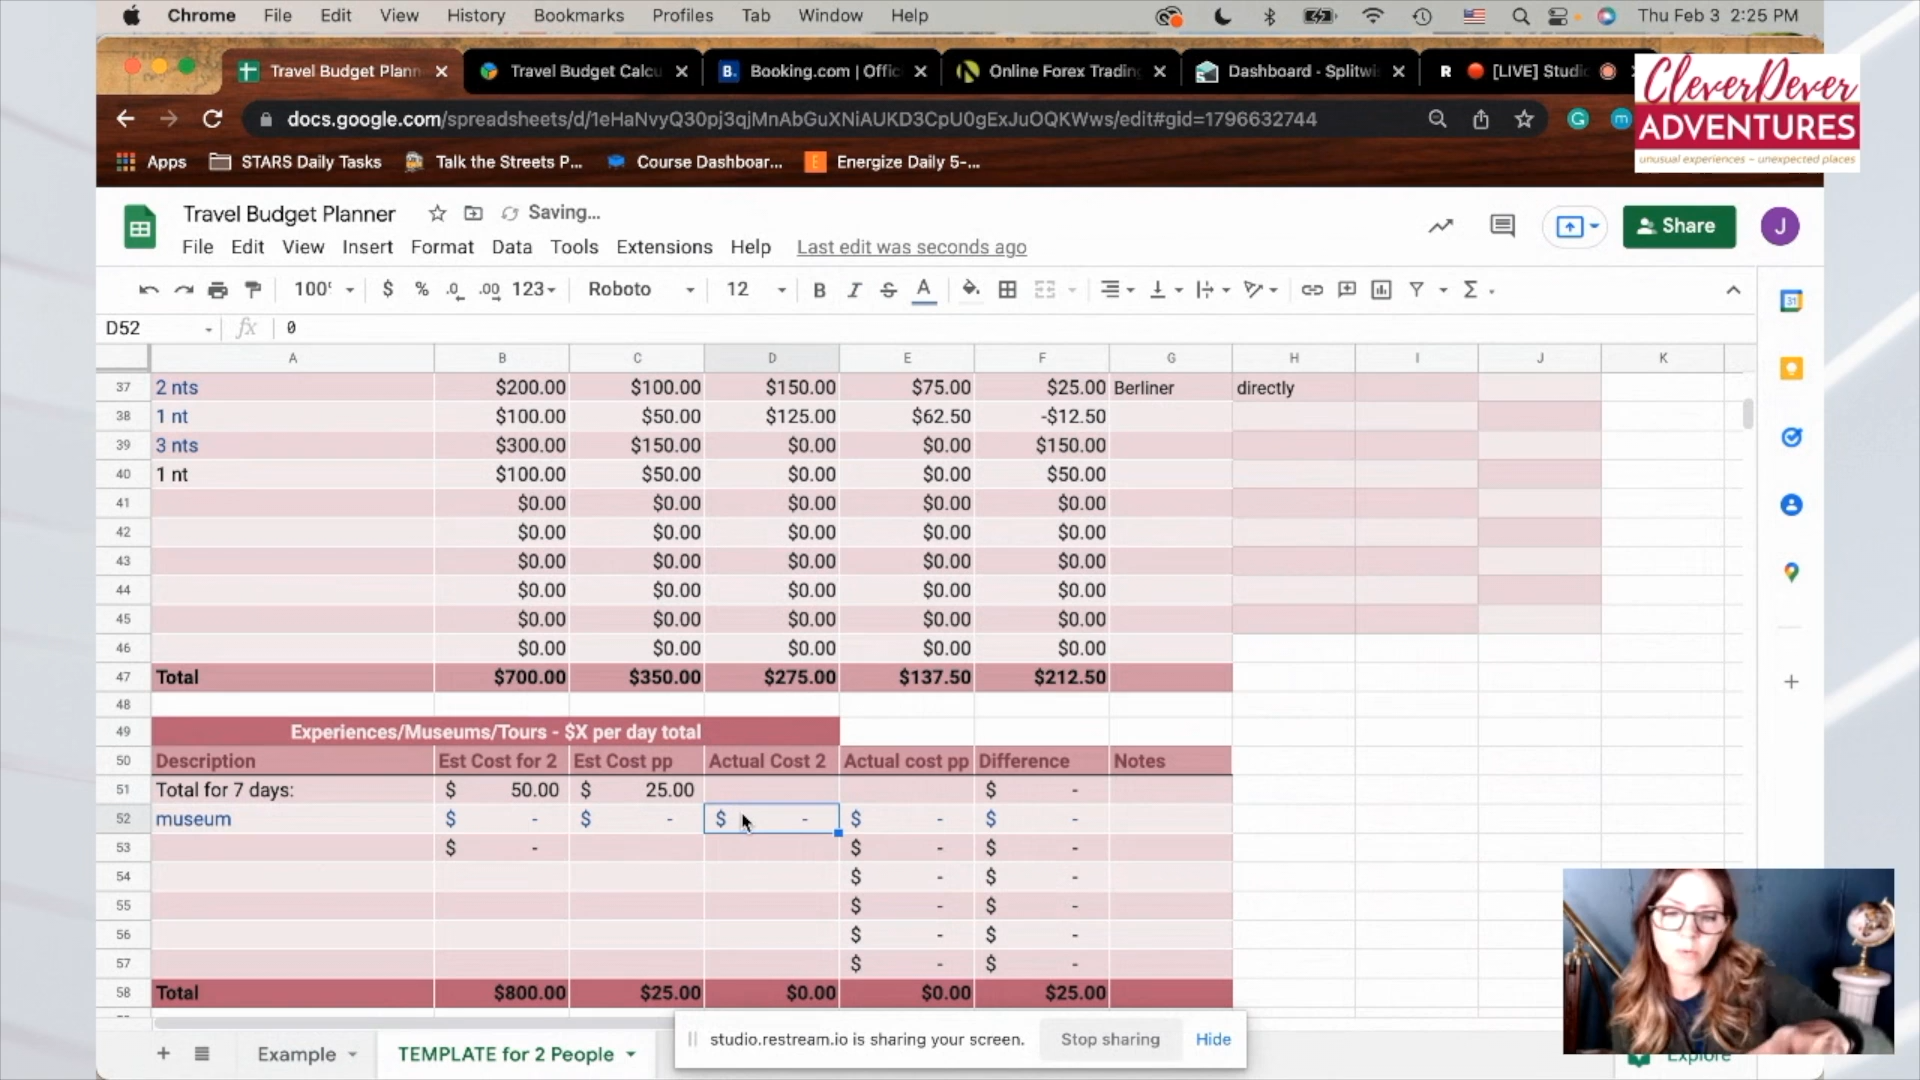 Chrome File Edit View History Bookmarks Profiles Tab Window Help Thu Feb 3 2:25 PM
Travel Budget Plann Travel Budget Calcu B. Booking.com | Offic Online Forex Trading Dashboard - Splitwi R [LIVE] Studi
CleverDever
ADVENTURES
unusual experiences ~ unexpected places
docs.google.com/spreadsheets/d/1eHaNvyQ30pj3qjMnAbGuXNiAUKD3CpU0gExJuOQKWws/edit#gid=1796632744
Apps STARS Daily Tasks Talk the Streets P... Course Dashboar... Energize Daily 5-...
Travel Budget Planner Saving...
File Edit View Insert Format Data Tools Extensions Help Last edit was seconds ago
Share J
$ % .0 .00 123 Roboto 12 B I S A Σ
D52 fx 0
A B C D E F G H I J K
37 2 nts $200.00 $100.00 $150.00 $75.00 $25.00 Berliner directly
38 1 nt $100.00 $50.00 $125.00 $62.50 -$12.50
39 3 nts $300.00 $150.00 $0.00 $0.00 $150.00
40 1 nt $100.00 $50.00 $0.00 $0.00 $50.00
41 $0.00 $0.00 $0.00 $0.00 $0.00
42 $0.00 $0.00 $0.00 $0.00 $0.00
43 $0.00 $0.00 $0.00 $0.00 $0.00
44 $0.00 $0.00 $0.00 $0.00 $0.00
45 $0.00 $0.00 $0.00 $0.00 $0.00
46 $0.00 $0.00 $0.00 $0.00 $0.00
47 Total $700.00 $350.00 $275.00 $137.50 $212.50
48
49 Experiences/Museums/Tours - $X per day total
50 Description Est Cost for 2 Est Cost pp Actual Cost 2 Actual cost pp Difference Notes
51 Total for 7 days: $ 50.00 $ 25.00 $ -
52 museum $ - $ - $ - $ - $ -
53 $ - $ - $ -
54 $ - $ -
55 $ - $ -
56 $ - $ -
57 $ - $ -
58 Total $800.00 $25.00 $0.00 $0.00 $25.00
studio.restream.io is sharing your screen. Stop sharing Hide
+ Example TEMPLATE for 2 People Explore